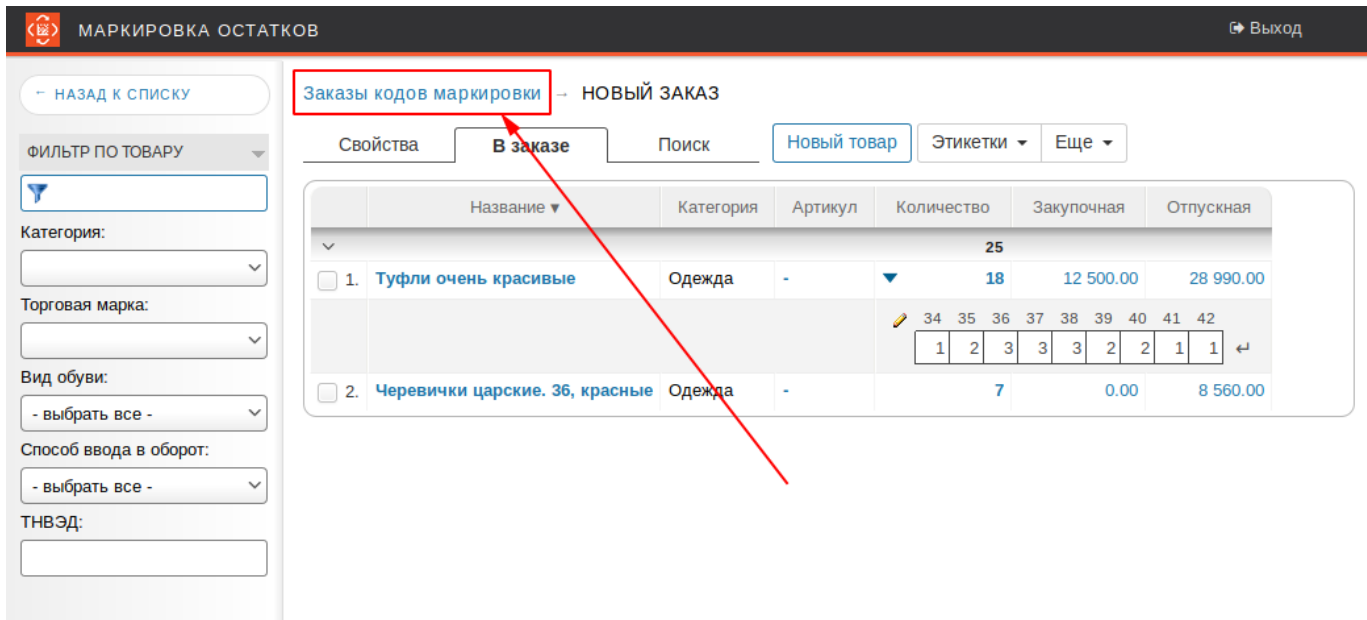 МАРКИРОВКА ОСТАТКОВ
Выход
← НАЗАД К СПИСКУ
ФИЛЬТР ПО ТОВАРУ
Категория:
Торговая марка:
Вид обуви:
- выбрать все -
Способ ввода в оборот:
- выбрать все -
ТНВЭД:
Заказы кодов маркировки → НОВЫЙ ЗАКАЗ
Свойства В заказе Поиск Новый товар Этикетки Еще
Название Категория Артикул Количество Закупочная Отпускная
25
1. Туфли очень красивые Одежда - 18 12 500.00 28 990.00
34 35 36 37 38 39 40 41 42
1 2 3 3 3 2 2 1 1
2. Черевички царские. 36, красные Одежда - 7 0.00 8 560.00